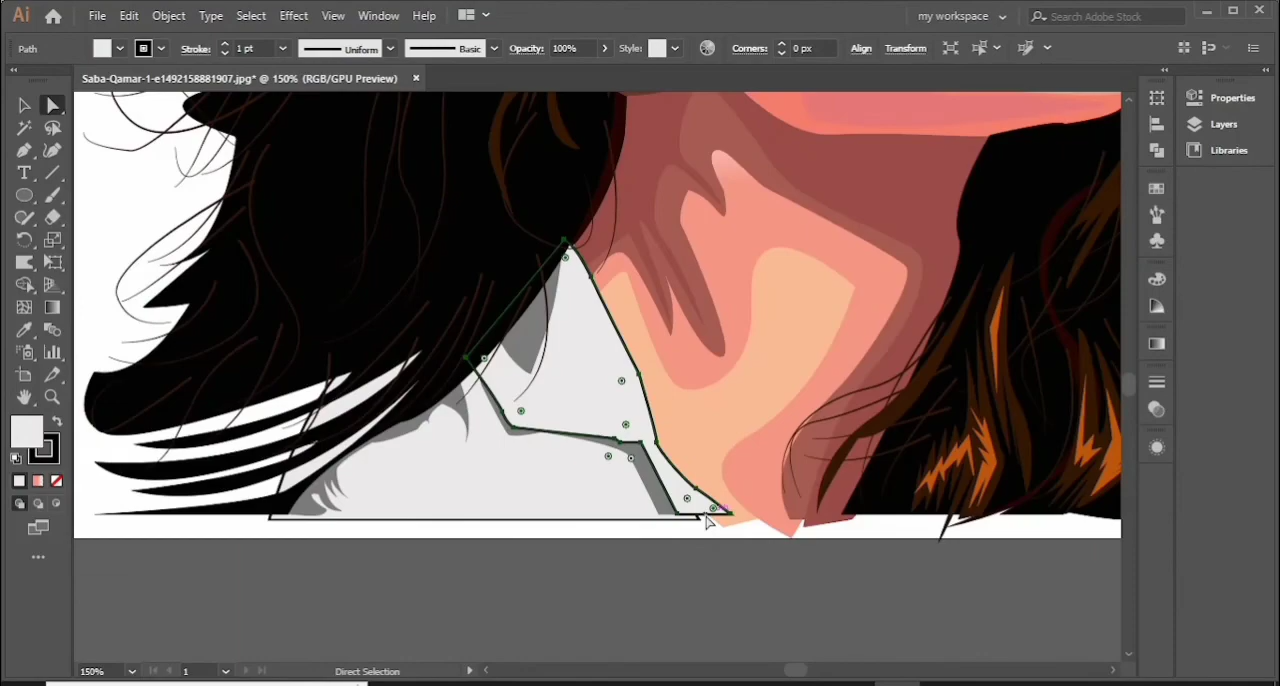 Ai File Edit Object Type Select Effect View Window Help my workspace Search Adobe Stock
Path Stroke: 1 pt Uniform Basic Opacity: 100% Style: Corners: 0 px Align Transform
Saba-Qamar-1-e1492158881907.jpg* @ 150% (RGB/GPU Preview)
Properties
Layers
Libraries
150% 1 Direct Selection